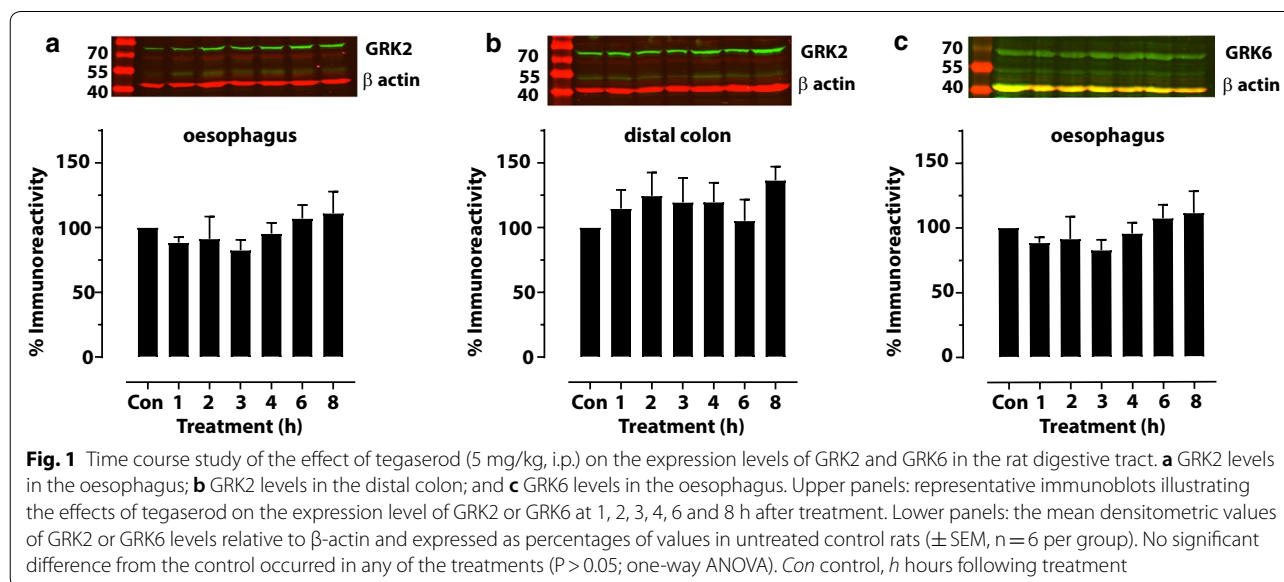 a
70
55
40
GRK2
β actin
b
70
55
40
GRK2
β actin
c
70
55
40
GRK6
β actin
oesophagus
% Immunoreactivity
150
100
50
0
Con 1 2 3 4 6 8
Treatment (h)
distal colon
% Immunoreactivity
150
100
50
0
Con 1 2 3 4 6 8
Treatment (h)
oesophagus
% Immunoreactivity
150
100
50
0
Con 1 2 3 4 6 8
Treatment (h)
Fig. 1 Time course study of the effect of tegaserod (5 mg/kg, i.p.) on the expression levels of GRK2 and GRK6 in the rat digestive tract. a GRK2 levels
in the oesophagus; b GRK2 levels in the distal colon; and c GRK6 levels in the oesophagus. Upper panels: representative immunoblots illustrating
the effects of tegaserod on the expression level of GRK2 or GRK6 at 1, 2, 3, 4, 6 and 8 h after treatment. Lower panels: the mean densitometric values
of GRK2 or GRK6 levels relative to β-actin and expressed as percentages of values in untreated control rats (± SEM, n = 6 per group). No significant
difference from the control occurred in any of the treatments (P > 0.05; one-way ANOVA). Con control, h hours following treatment